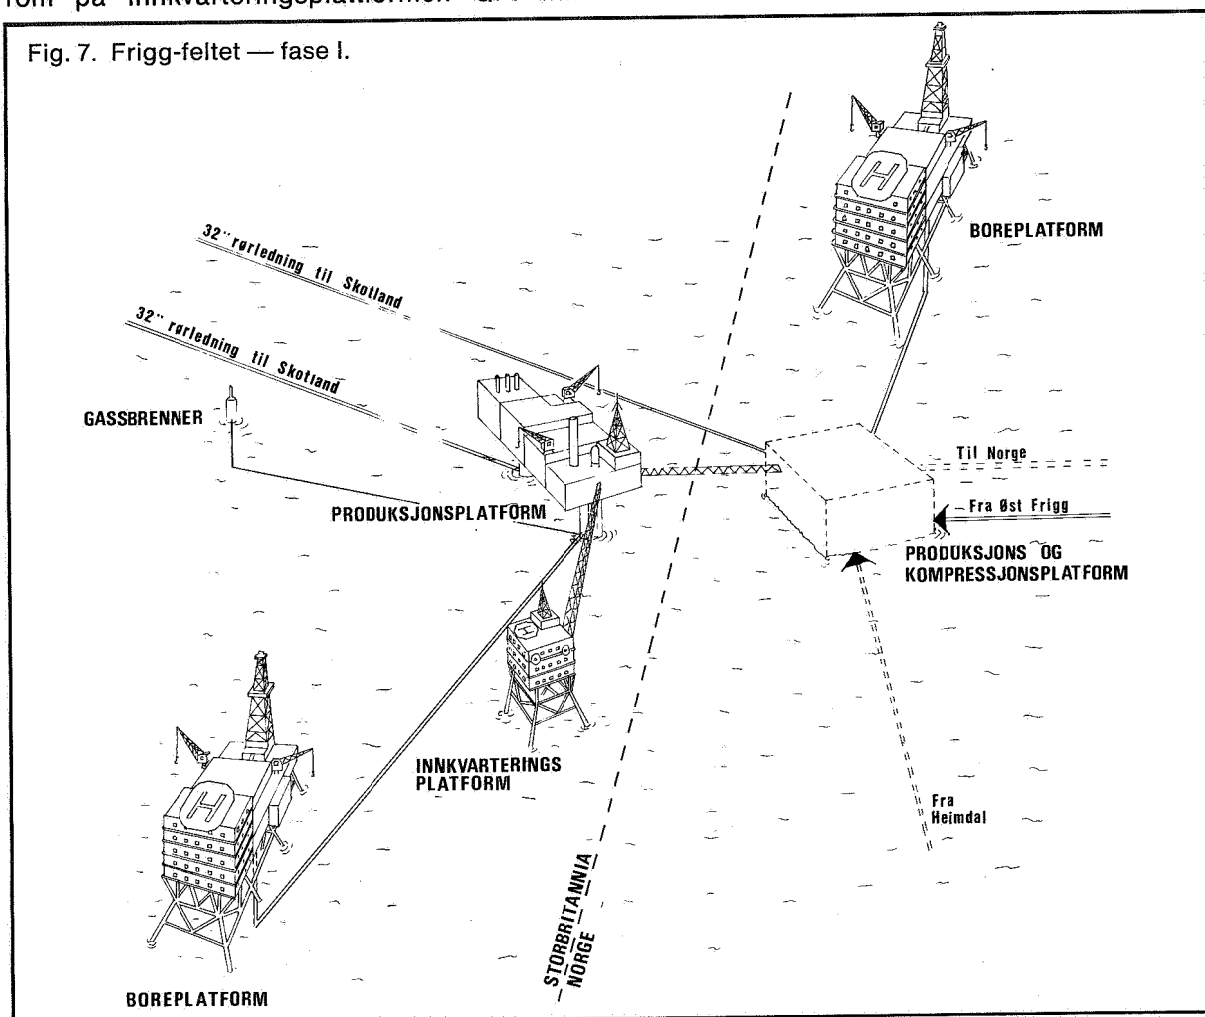 Fig. 7. Frigg-feltet — fase I.
BOREPLATFORM
32" rørledning til Skotland
32" rørledning til Skotland
GASSBRENNER
PRODUKSJONSPLATFORM
Til Norge
Fra Øst Frigg
PRODUKSJONS OG
KOMPRESSJONSPLATFORM
INNKVARTERINGS
PLATFORM
Fra
Heimdal
STORBRITANNIA
NORGE
BOREPLATFORM
H
H
H